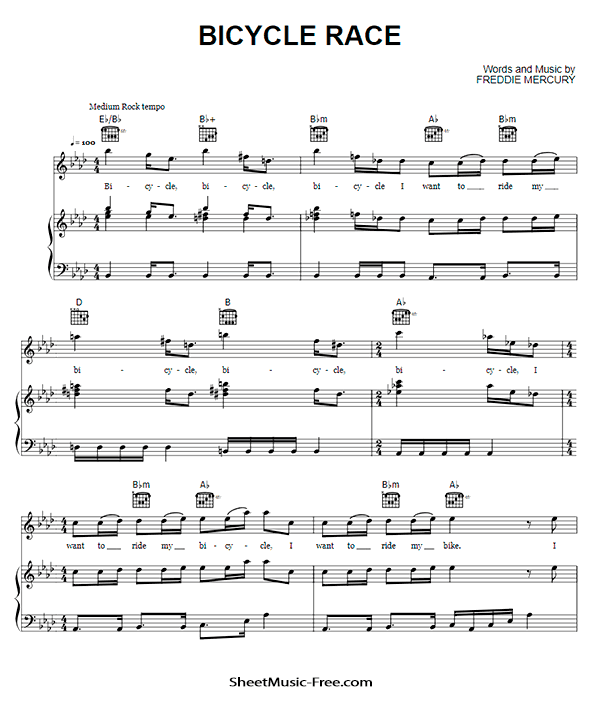 BICYCLE RACE
Words and Music by
FREDDIE MERCURY
Medium Rock tempo
♩ = 100
E♭/B♭ B♭+ B♭m A♭ B♭m
Bi - cy - cle, bi - cy - cle, bi - cy - cle I want to ride my
D B A♭
bi - cy - cle, bi - cy - cle, bi - cy - cle, I
B♭m A♭ B♭m A♭
want to ride my bi - cy - cle, I want to ride my bike. I
SheetMusic-Free.com